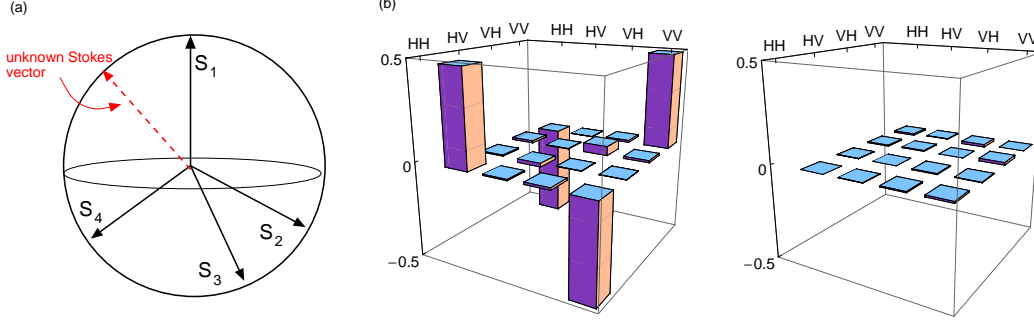 (a)
unknown Stokes
vector
S1
S2
S3
S4
(b)
HH HV VH VV HH HV VH VV
0.5
0
−0.5
HH HV VH VV HH HV VH VV
0.5
0
−0.5